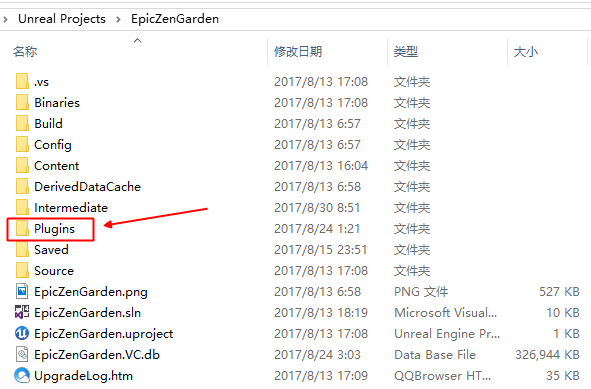 Unreal Projects > EpicZenGarden
名称 修改日期 类型 大小
.vs 2017/8/13 17:08 文件夹
Binaries 2017/8/13 17:08 文件夹
Build 2017/8/13 6:57 文件夹
Config 2017/8/13 6:57 文件夹
Content 2017/8/13 16:04 文件夹
DerivedDataCache 2017/8/13 6:58 文件夹
Intermediate 2017/8/30 8:51 文件夹
Plugins 2017/8/24 1:21 文件夹
Saved 2017/8/15 23:51 文件夹
Source 2017/8/13 17:08 文件夹
EpicZenGarden.png 2017/8/13 6:58 PNG 文件 527 KB
EpicZenGarden.sln 2017/8/13 18:19 Microsoft Visual... 10 KB
EpicZenGarden.uproject 2017/8/13 17:08 Unreal Engine Pr... 1 KB
EpicZenGarden.VC.db 2017/8/24 3:03 Data Base File 326,944 KB
UpgradeLog.htm 2017/8/13 17:09 QQBrowser HT... 35 KB